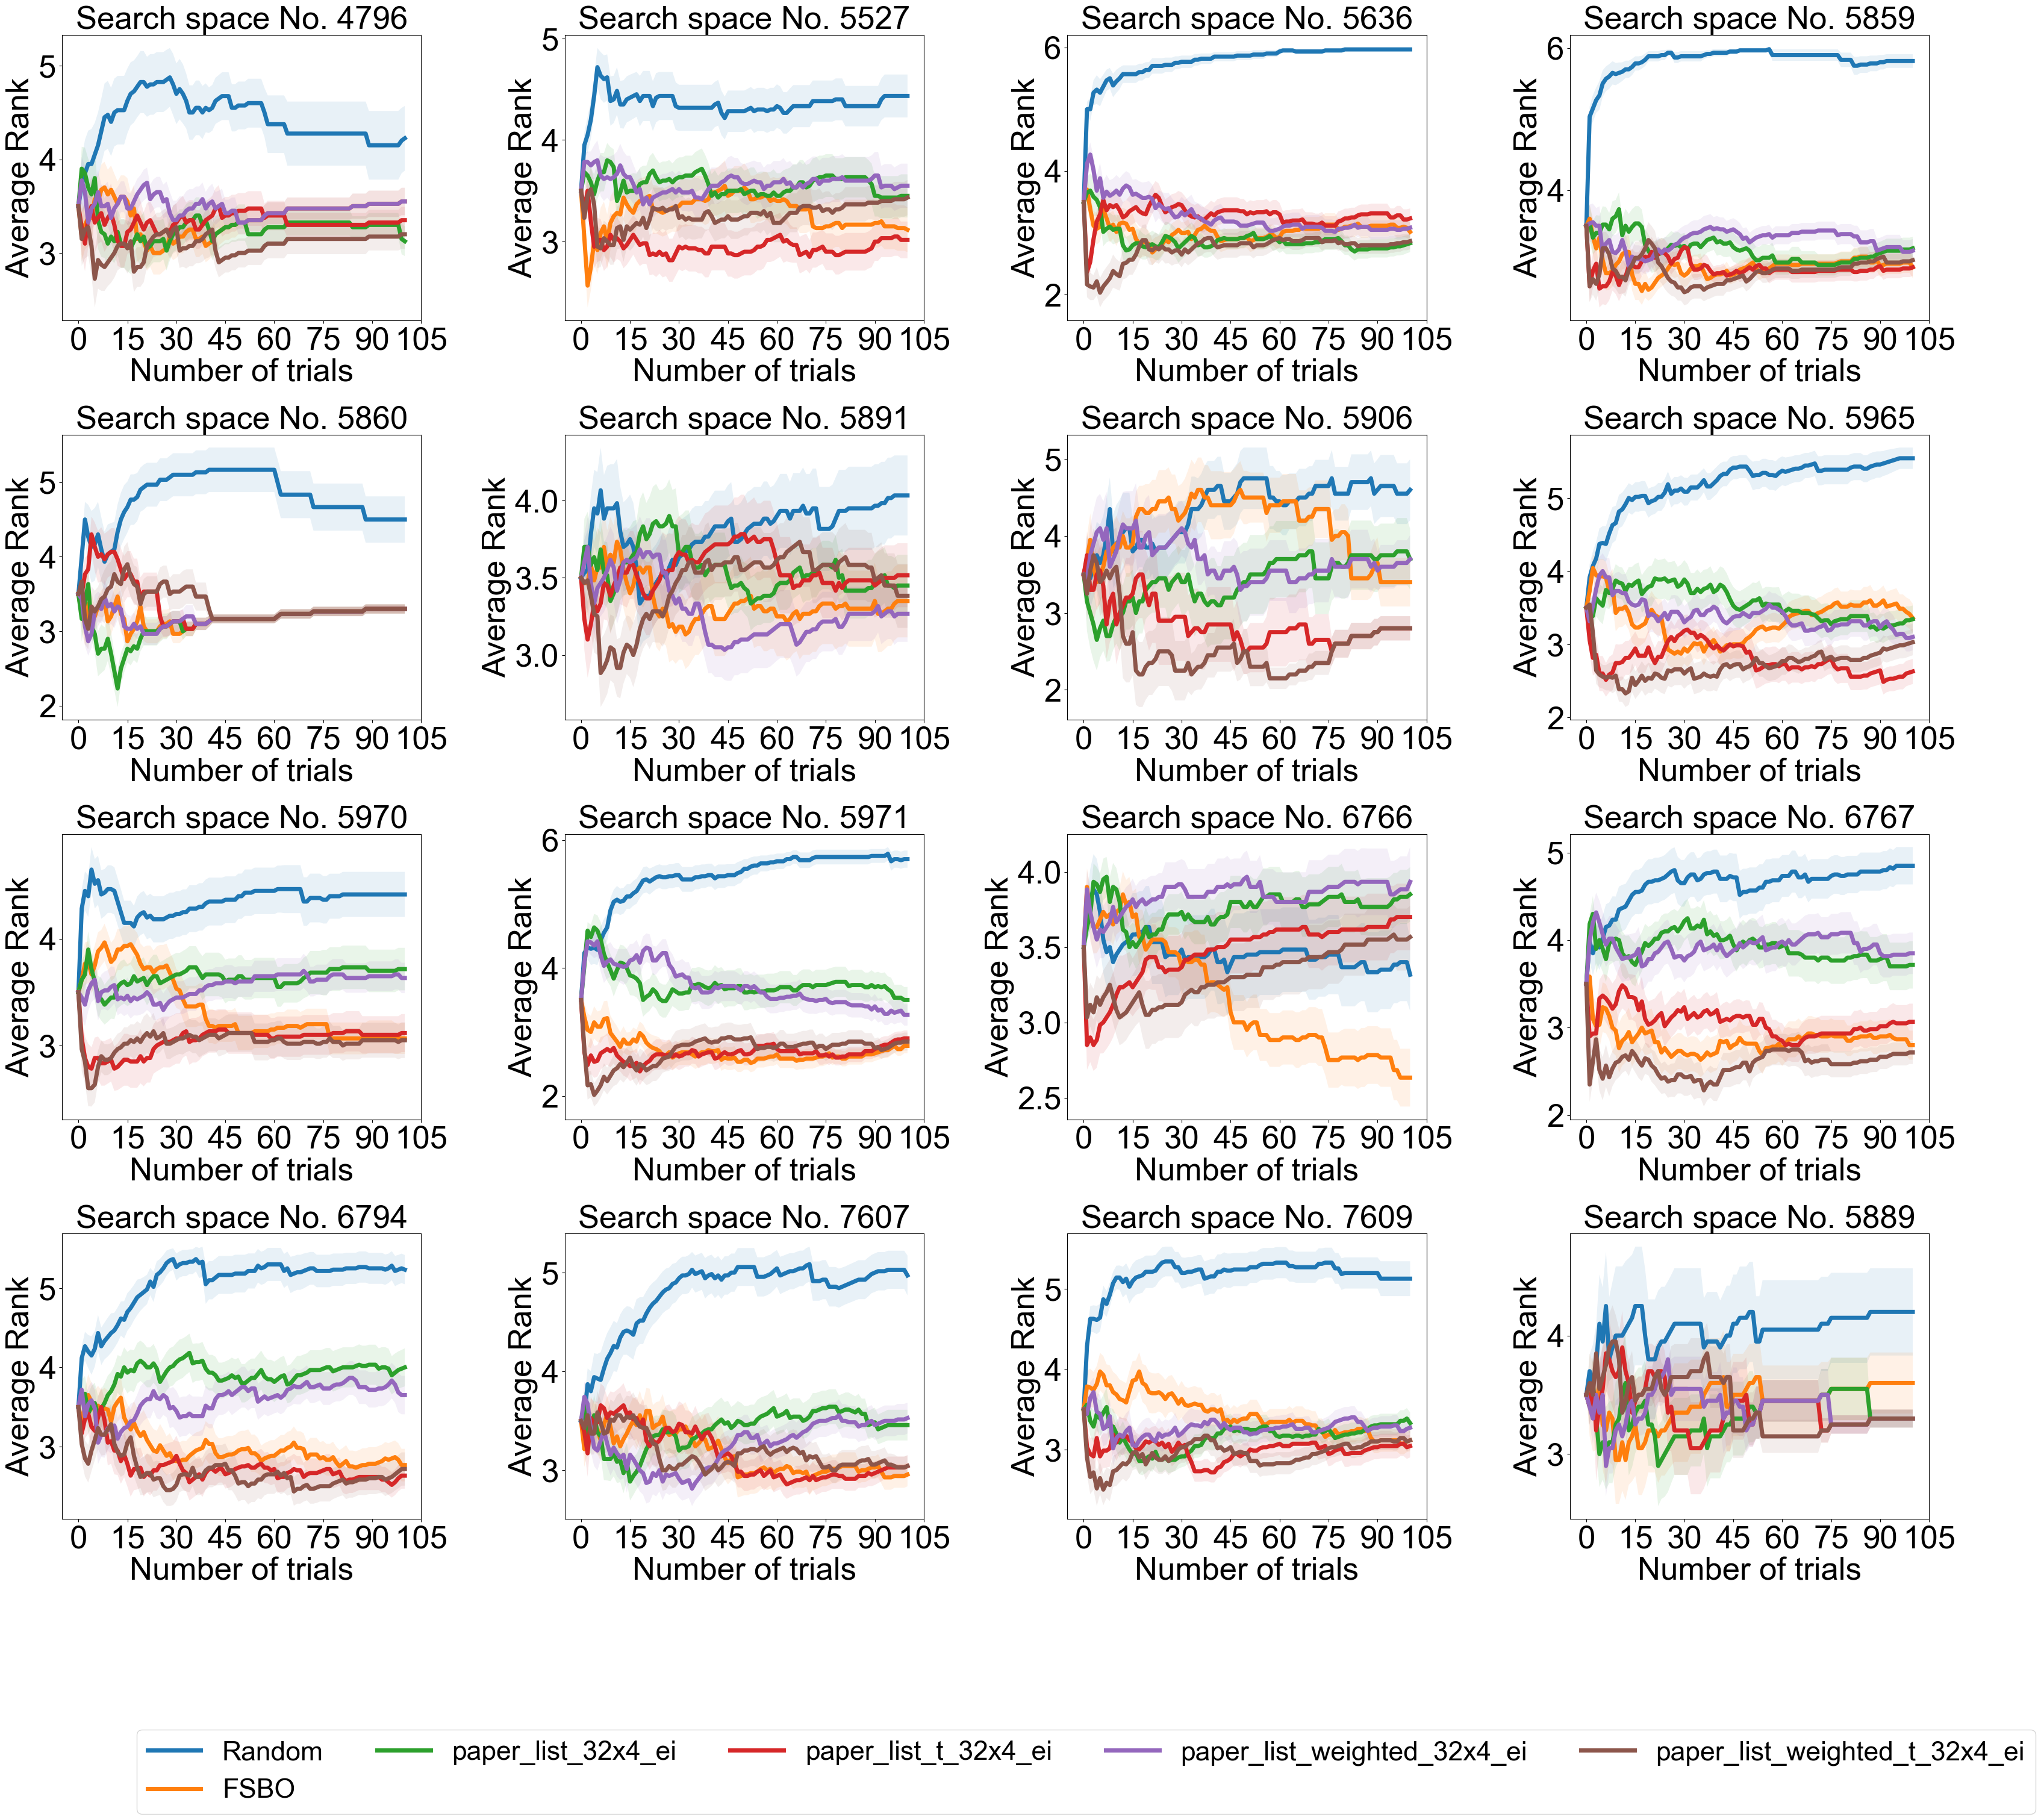 Search space No. 4796
Average Rank
5
4
3
0 15 30 45 60 75 90 105
Number of trials
Search space No. 5527
Average Rank
5
4
3
0 15 30 45 60 75 90 105
Number of trials
Search space No. 5636
Average Rank
6
4
2
0 15 30 45 60 75 90 105
Number of trials
Search space No. 5859
Average Rank
6
4
0 15 30 45 60 75 90 105
Number of trials
Search space No. 5860
Average Rank
5
4
3
2
0 15 30 45 60 75 90 105
Number of trials
Search space No. 5891
Average Rank
4.0
3.5
3.0
0 15 30 45 60 75 90 105
Number of trials
Search space No. 5906
Average Rank
5
4
3
2
0 15 30 45 60 75 90 105
Number of trials
Search space No. 5965
Average Rank
5
4
3
2
0 15 30 45 60 75 90 105
Number of trials
Search space No. 5970
Average Rank
4
3
0 15 30 45 60 75 90 105
Number of trials
Search space No. 5971
Average Rank
6
4
2
0 15 30 45 60 75 90 105
Number of trials
Search space No. 6766
Average Rank
4.0
3.5
3.0
2.5
0 15 30 45 60 75 90 105
Number of trials
Search space No. 6767
Average Rank
5
4
3
2
0 15 30 45 60 75 90 105
Number of trials
Search space No. 6794
Average Rank
5
4
3
0 15 30 45 60 75 90 105
Number of trials
Search space No. 7607
Average Rank
5
4
3
0 15 30 45 60 75 90 105
Number of trials
Search space No. 7609
Average Rank
5
3
0 15 30 45 60 75 90 105
Number of trials
Search space No. 5889
Average Rank
4
3
0 15 30 45 60 75 90 105
Number of trials
Random
FSBO
paper_list_32x4_ei
paper_list_t_32x4_ei
paper_list_weighted_32x4_ei
paper_list_weighted_t_32x4_ei